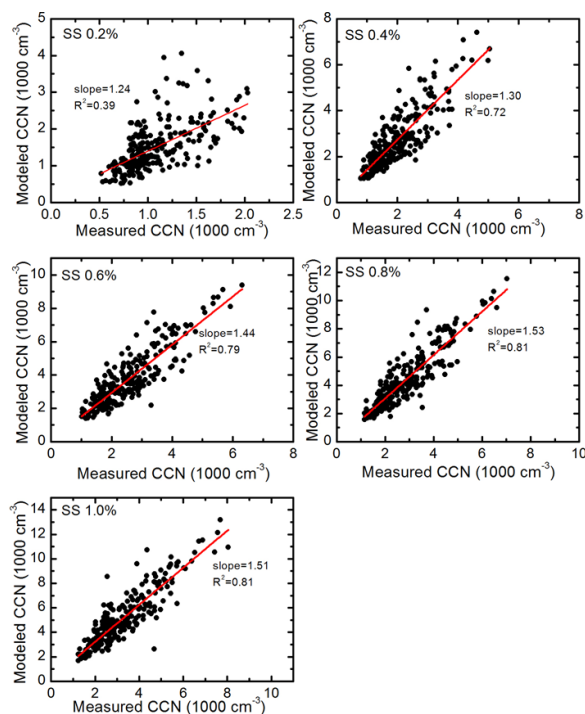 SS 0.2%
slope=1.24
R²=0.39
5
4
3
2
1
0
0.0 0.5 1.0 1.5 2.0 2.5
Modeled CCN (1000 cm⁻³)
Measured CCN (1000 cm⁻³)
SS 0.4%
slope=1.30
R²=0.72
8
6
4
2
0
0 2 4 6 8
Modeled CCN (1000 cm⁻³)
Measured CCN (1000 cm⁻³)
SS 0.6%
slope=1.44
R²=0.79
10
8
6
4
2
0
0 2 4 6 8
Modeled CCN (1000 cm⁻³)
Measured CCN (1000 cm⁻³)
SS 0.8%
slope=1.53
R²=0.81
12
10
8
6
4
2
0
0 2 4 6 8 10
Modeled CCN (1000 cm⁻³)
Measured CCN (1000 cm⁻³)
SS 1.0%
slope=1.51
R²=0.81
14
12
10
8
6
4
2
0
0 2 4 6 8 10
Modeled CCN (1000 cm⁻³)
Measured CCN (1000 cm⁻³)